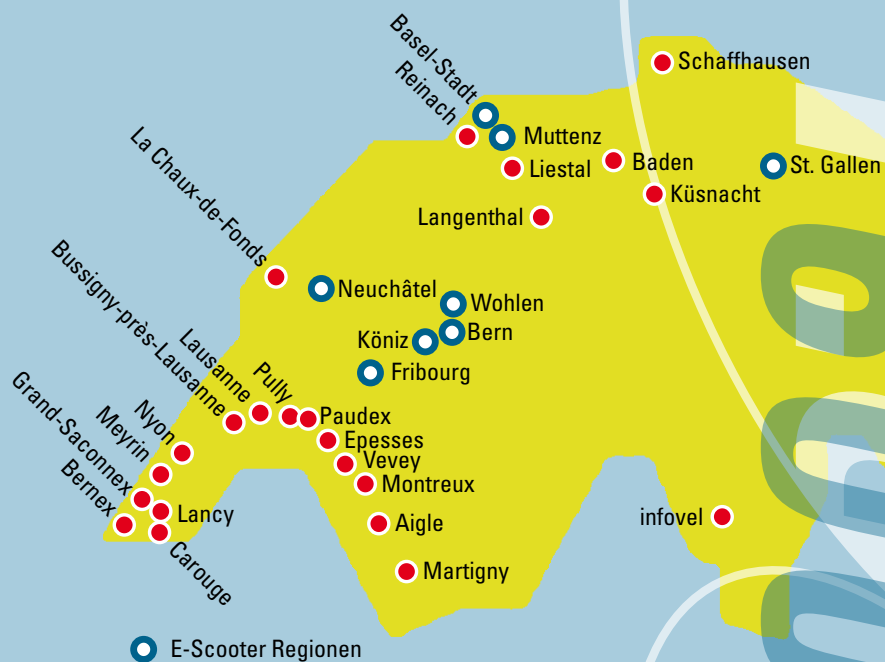 Schaffhausen
Basel-Stadt
Reinach
Muttenz
Liestal
Baden
St. Gallen
Küsnacht
Langenthal
La Chaux-de-Fonds
Neuchâtel
Wohlen
Bern
Köniz
Fribourg
Bussigny-près-Lausanne
Lausanne
Pully
Paudex
Epesses
Vevey
Montreux
Aigle
Martigny
Nyon
Meyrin
Grand-Saconnex
Bernex
Lancy
Carouge
infovel
E-Scooter Regionen